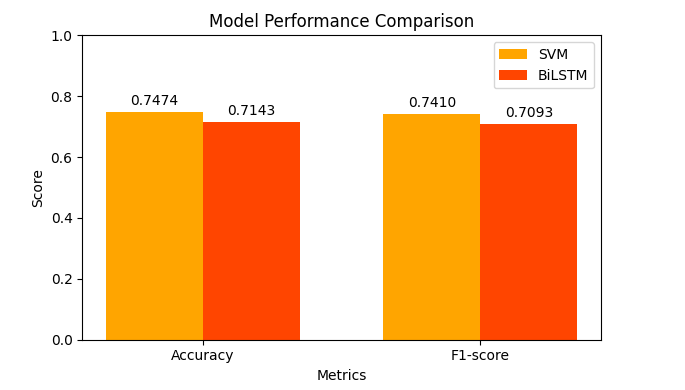 Model Performance Comparison
1.0
0.8
0.6
0.4
0.2
0.0
Score
SVM
BiLSTM
0.7474
0.7143
0.7410
0.7093
Accuracy
F1-score
Metrics